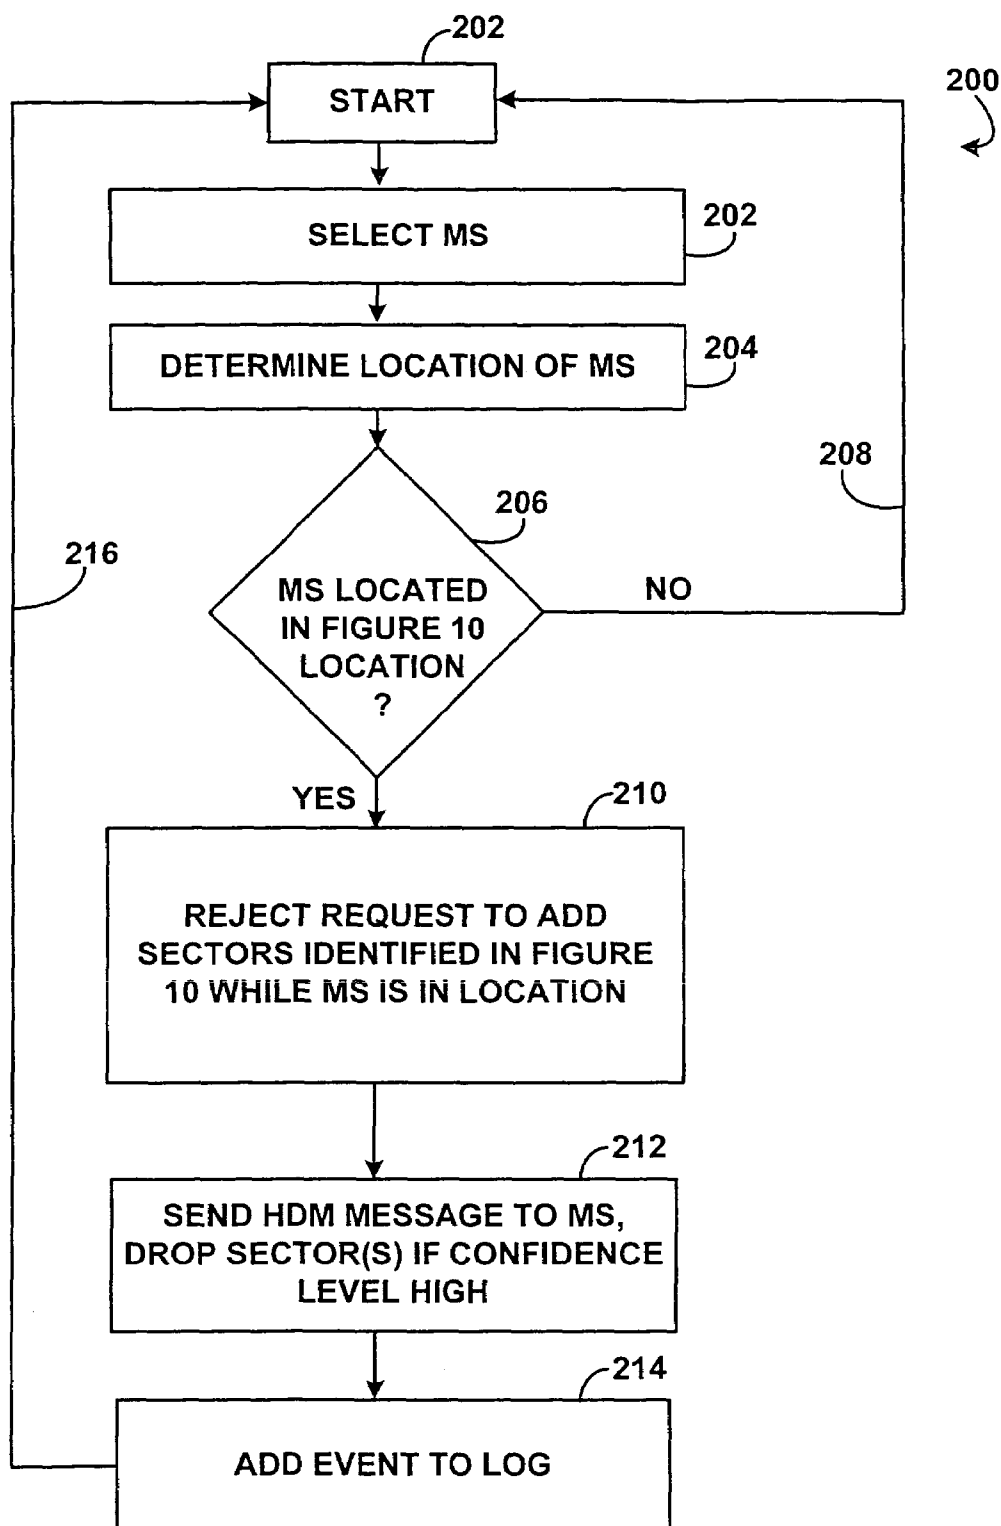 202
START
200
SELECT MS
202
DETERMINE LOCATION OF MS
204
208
206
216
MS LOCATED
IN FIGURE 10
LOCATION
?
NO
YES
210
REJECT REQUEST TO ADD
SECTORS IDENTIFIED IN FIGURE
10 WHILE MS IS IN LOCATION
212
SEND HDM MESSAGE TO MS,
DROP SECTOR(S) IF CONFIDENCE
LEVEL HIGH
214
ADD EVENT TO LOG